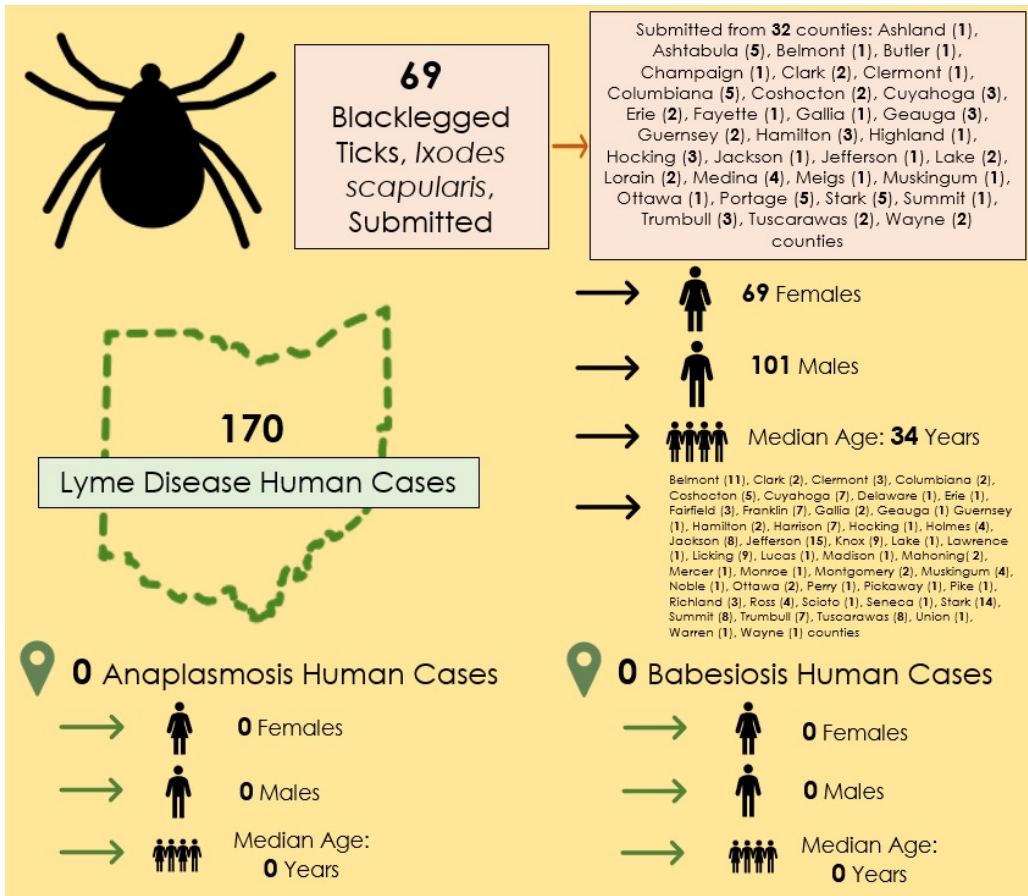 69
Blacklegged
Ticks, Ixodes
scapularis,
Submitted
Submitted from 32 counties: Ashland (1),
Ashtabula (5), Belmont (1), Butler (1),
Champaign (1), Clark (2), Clermont (1),
Columbiana (5), Coshocton (2), Cuyahoga (3),
Erie (2), Fayette (1), Gallia (1), Geauga (3),
Guernsey (2), Hamilton (3), Highland (1),
Hocking (3), Jackson (1), Jefferson (1), Lake (2),
Lorain (2), Medina (4), Meigs (1), Muskingum (1),
Ottawa (1), Portage (5), Stark (5), Summit (1),
Trumbull (3), Tuscarawas (2), Wayne (2)
counties
170
Lyme Disease Human Cases
69 Females
101 Males
Median Age: 34 Years
Belmont (11), Clark (2), Clermont (3), Columbiana (2),
Coshocton (5), Cuyahoga (7), Delaware (1), Erie (1),
Fairfield (3), Franklin (7), Gallia (2), Geauga (1) Guernsey
(1), Hamilton (2), Harrison (7), Hocking (1), Holmes (4),
Jackson (8), Jefferson (15), Knox (9), Lake (1), Lawrence
(1), Licking (9), Lucas (1), Madison (1), Mahoning( 2),
Mercer (1), Monroe (1), Montgomery (2), Muskingum (4),
Noble (1), Ottawa (2), Perry (1), Pickaway (1), Pike (1),
Richland (3), Ross (4), Scioto (1), Seneca (1), Stark (14),
Summit (8), Trumbull (7), Tuscarawas (8), Union (1),
Warren (1), Wayne (1) counties
0 Anaplasmosis Human Cases
0 Females
0 Males
Median Age:
0 Years
0 Babesiosis Human Cases
0 Females
0 Males
Median Age:
0 Years